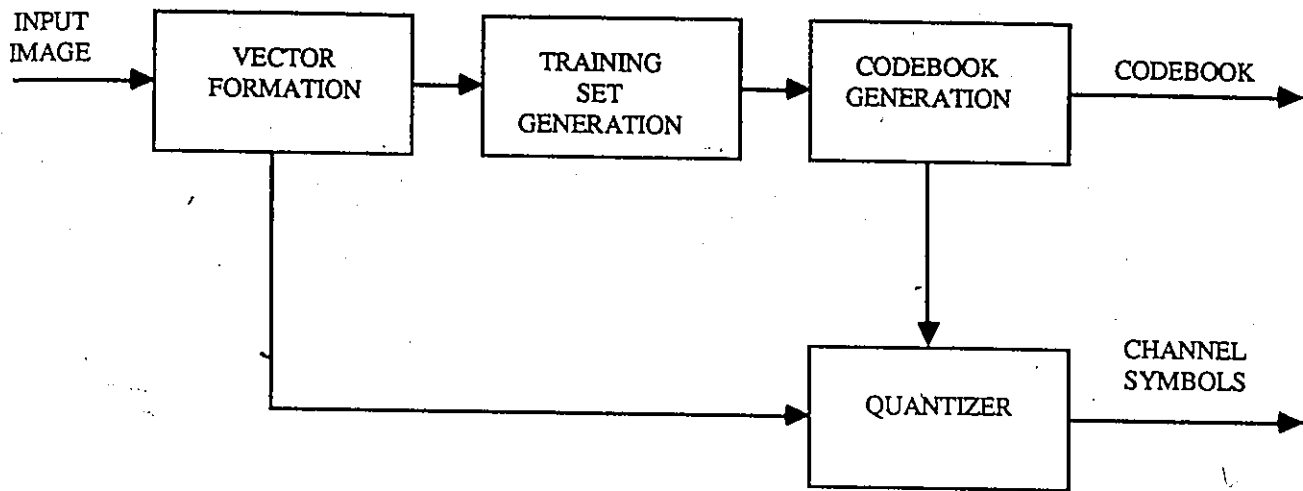 INPUT
IMAGE
VECTOR
FORMATION
TRAINING
SET
GENERATION
CODEBOOK
GENERATION
CODEBOOK
QUANTIZER
CHANNEL
SYMBOLS